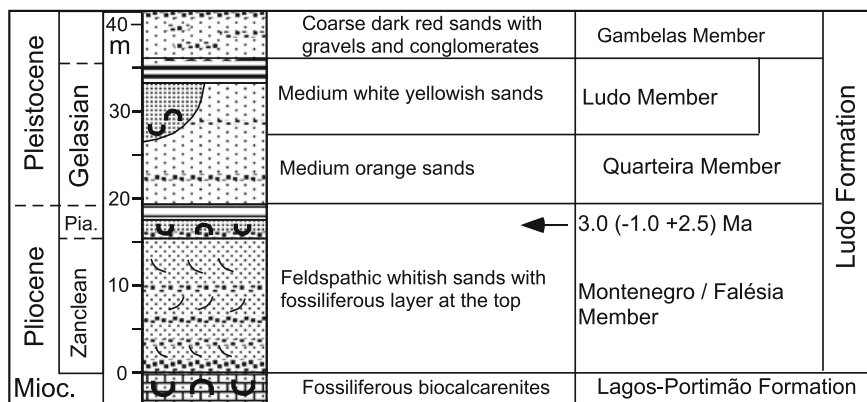 40
m
Coarse dark red sands with
gravels and conglomerates
Gambelas Member
Pleistocene
Gelasian
30
Medium white yellowish sands
Ludo Member
Medium orange sands
Quarteira Member
20
Ludo Formation
Pliocene
Pia.
3.0 (-1.0 +2.5) Ma
Zanclean
10
Feldspathic whitish sands with
fossiliferous layer at the top
Montenegro / Falésia
Member
0
Mioc.
Fossiliferous biocalcarenites
Lagos-Portimão Formation